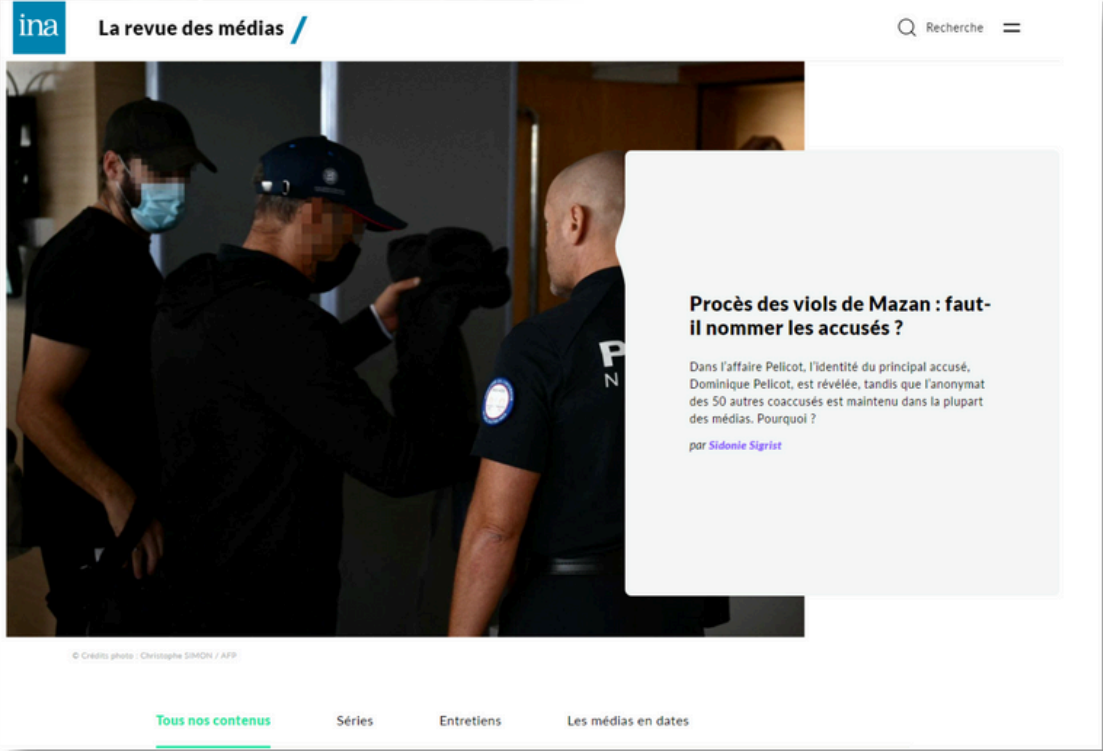 ina
La revue des médias /
Recherche
Procès des viols de Mazan : faut-
il nommer les accusés ?
Dans l'affaire Pelicot, l'identité du principal accusé,
Dominique Pelicot, est révélée, tandis que l'anonymat
des 50 autres coaccusés est maintenu dans la plupart
des médias. Pourquoi ?
par Sidonie Sigrist
P
N
© Crédits photo : Christophe SIMON / AFP
Tous nos contenus
Séries
Entretiens
Les médias en dates